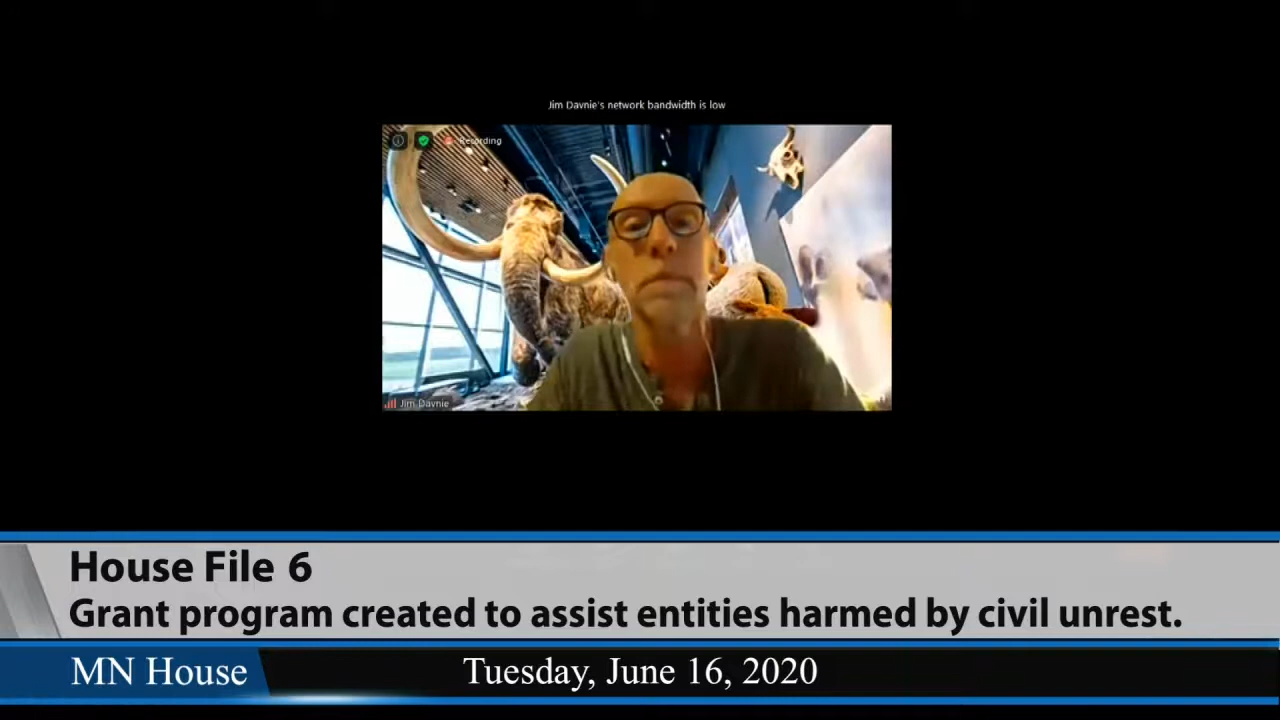 Jim Davnie's network bandwidth is low
Recording
Jim Davnie
House File 6
Grant program created to assist entities harmed by civil unrest.
MN House
Tuesday, June 16, 2020